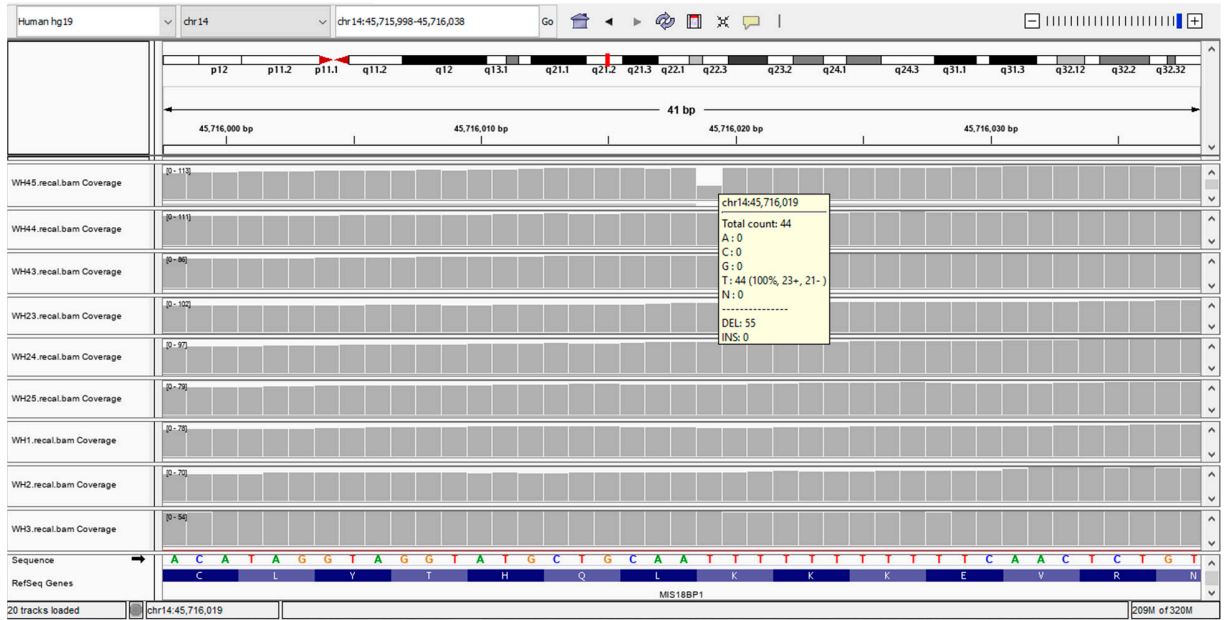 Human hg19 chr14 chr14:45,715,998-45,716,038 Go
p12 p11.2 p11.1 q11.2 q12 q13.1 q21.1 q21.2 q21.3 q22.1 q22.3 q23.2 q24.1 q24.3 q31.1 q31.3 q32.12 q32.2 q32.32
41 bp
45,716,000 bp 45,716,010 bp 45,716,020 bp 45,716,030 bp
WH45.recal.bam Coverage [0 - 113]
chr14:45,716,019
Total count: 44
A : 0
C : 0
G : 0
T : 44 (100%, 23+, 21- )
N : 0
---------------
DEL: 55
INS: 0
WH44.recal.bam Coverage [0 - 111]
WH43.recal.bam Coverage [0 - 86]
WH23.recal.bam Coverage [0 - 102]
WH24.recal.bam Coverage [0 - 97]
WH25.recal.bam Coverage [0 - 79]
WH1.recal.bam Coverage [0 - 78]
WH2.recal.bam Coverage [0 - 70]
WH3.recal.bam Coverage [0 - 54]
Sequence A C A T A G G T A G G T A T G C T G C A A T T T T T T T T T T T C A A C T C T G T
RefSeq Genes C L Y T H Q L K K K E V R N
MIS18BP1
20 tracks loaded chr14:45,716,019 209M of 320M